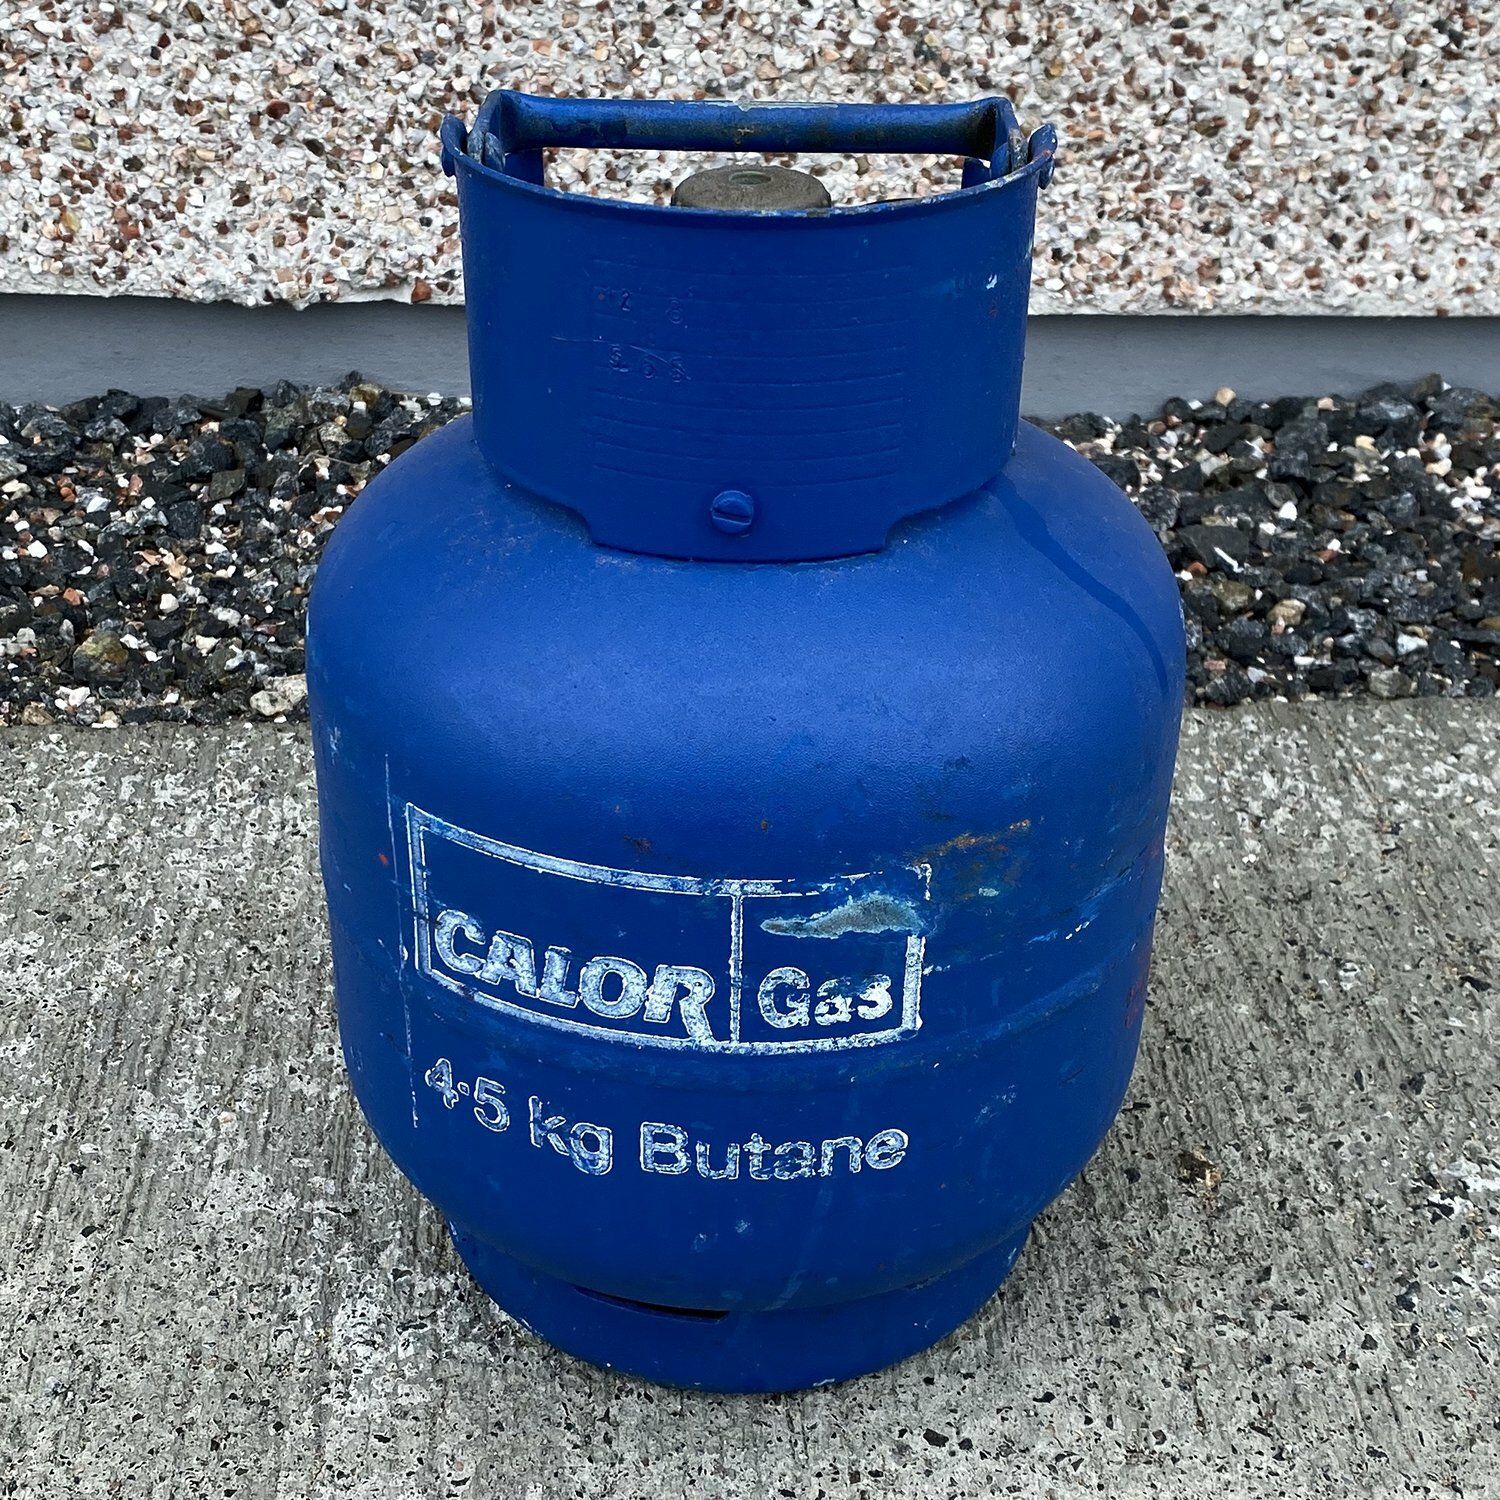 CALOR Gas
4·5 kg Butane